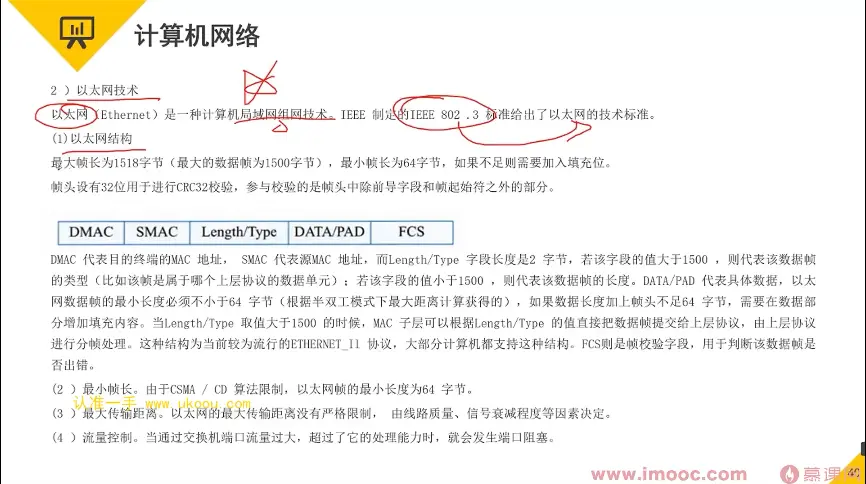 计算机网络
2 ）以太网技术
以太网（Ethernet）是一种计算机局域网组网技术。IEEE 制定的IEEE 802 .3 标准给出了以太网的技术标准。
(1)以太网结构
最大帧长为1518字节（最大的数据帧为1500字节），最小帧长为64字节，如果不足则需要加入填充位。
帧头设有32位用于进行CRC32校验，参与校验的是帧头中除前导字段和帧起始符之外的部分。
DMAC SMAC Length/Type DATA/PAD FCS
DMAC 代表目的终端的MAC 地址， SMAC 代表源MAC 地址，而Length/Type 字段长度是2 字节，若该字段的值大于1500 ，则代表该数据帧
的类型（比如该帧是属于哪个上层协议的数据单元）；若该字段的值小于1500 ，则代表该数据帧的长度。DATA/PAD 代表具体数据，以太
网数据帧的最小长度必须不小于64 字节（根据半双工模式下最大距离计算获得的），如果数据长度加上帧头不足64 字节，需要在数据部
分增加填充内容。当Length/Type 取值大于1500 的时候，MAC 子层可以根据Length/Type 的值直接把数据帧提交给上层协议，由上层协议
进行分帧处理。这种结构为当前较为流行的ETHERNET_Il 协议，大部分计算机都支持这种结构。FCS则是帧校验字段，用于判断该数据帧是
否出错。
(2 ）最小帧长。由于CSMA / CD 算法限制，以太网帧的最小长度为64 字节。
认准一手 www.ukoou.com
(3 ）最大传输距离。以太网的最大传输距离没有严格限制， 由线路质量、信号衰减程度等因素决定。
(4 ）流量控制。当通过交换机端口流量过大，超过了它的处理能力时，就会发生端口阻塞。
www.imooc.com 慕课